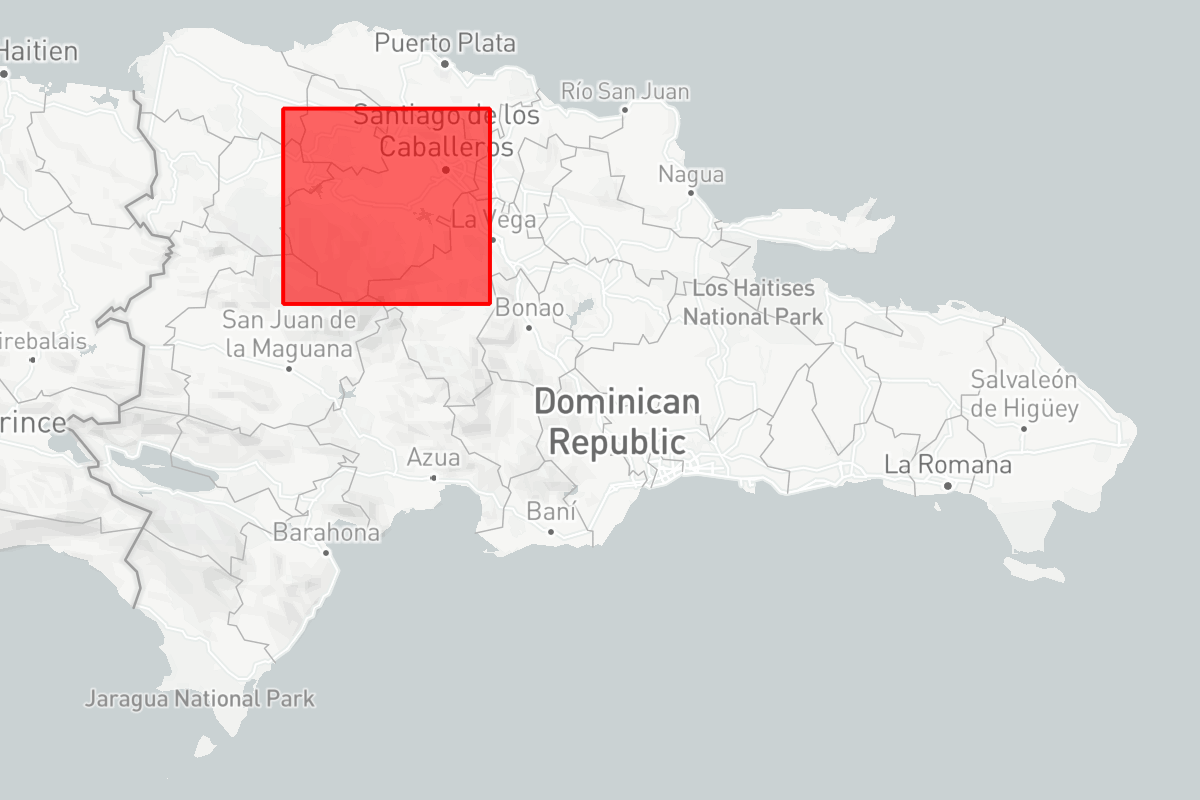 Haitien
Puerto Plata
Río San Juan
Santiago de los
Caballeros
Nagua
La Vega
Los Haitises
National Park
Bonao
San Juan de
la Maguana
irebalais
Salvaleón
de Higüey
Dominican
Republic
rince
Azua
La Romana
Baní
Barahona
Jaragua National Park